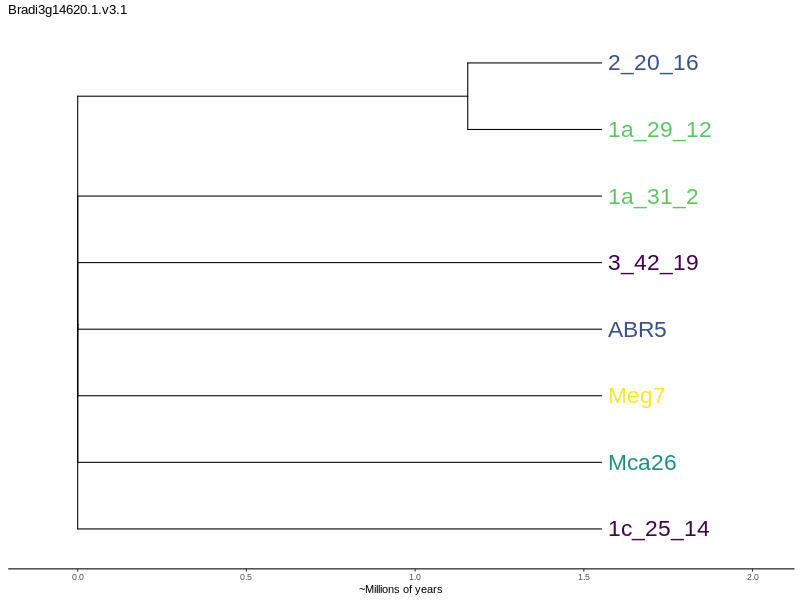 Bradi3g14620.1.v3.1
2_20_16
1a_29_12
1a_31_2
3_42_19
ABR5
Meg7
Mca26
1c_25_14
0.0 0.5 1.0 1.5 2.0
~Millions of years